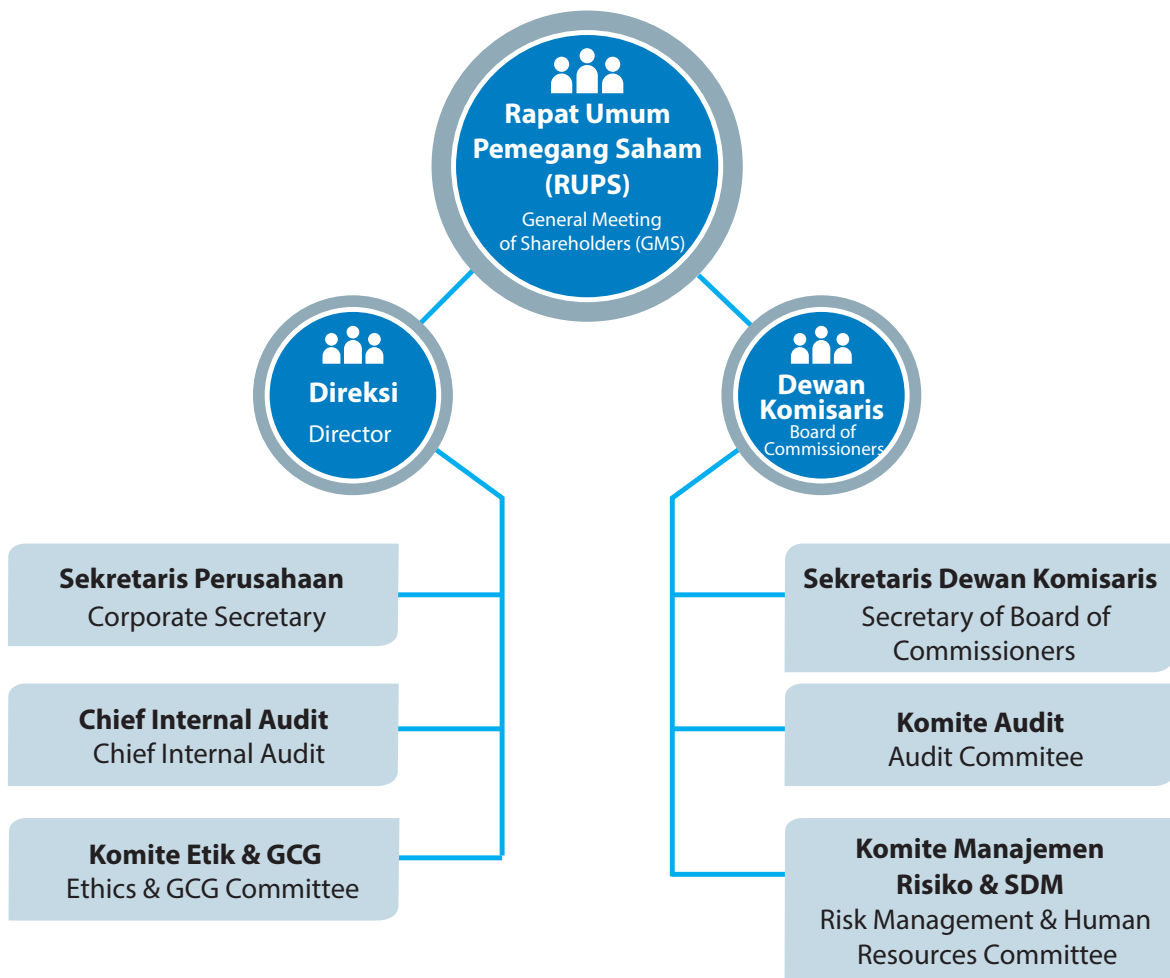 Rapat Umum
Pemegang Saham
(RUPS)
General Meeting
of Shareholders (GMS)
Direksi
Director
Dewan
Komisaris
Board of
Commissioners
Sekretaris Perusahaan
Corporate Secretary
Chief Internal Audit
Chief Internal Audit
Komite Etik & GCG
Ethics & GCG Committee
Sekretaris Dewan Komisaris
Secretary of Board of
Commissioners
Komite Audit
Audit Commitee
Komite Manajemen
Risiko & SDM
Risk Management & Human
Resources Committee